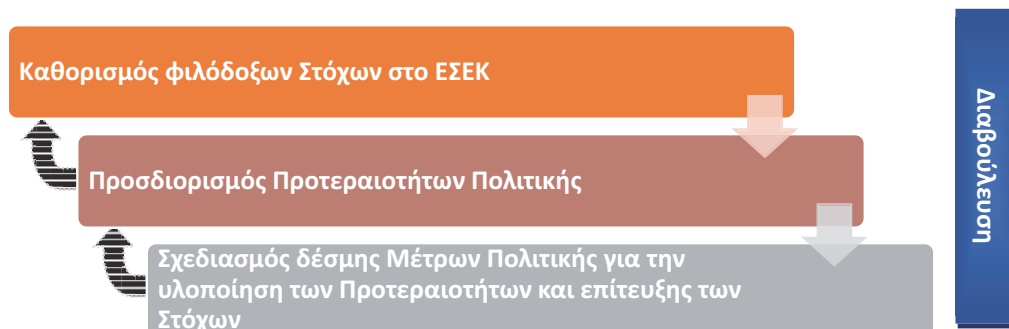 Καθορισμός φιλόδοξων Στόχων στο ΕΣΕΚ
Προσδιορισμός Προτεραιοτήτων Πολιτικής
Σχεδιασμός δέσμης Μέτρων Πολιτικής για την
υλοποίηση των Προτεραιοτήτων και επίτευξης των
Στόχων
Διαβούλευση